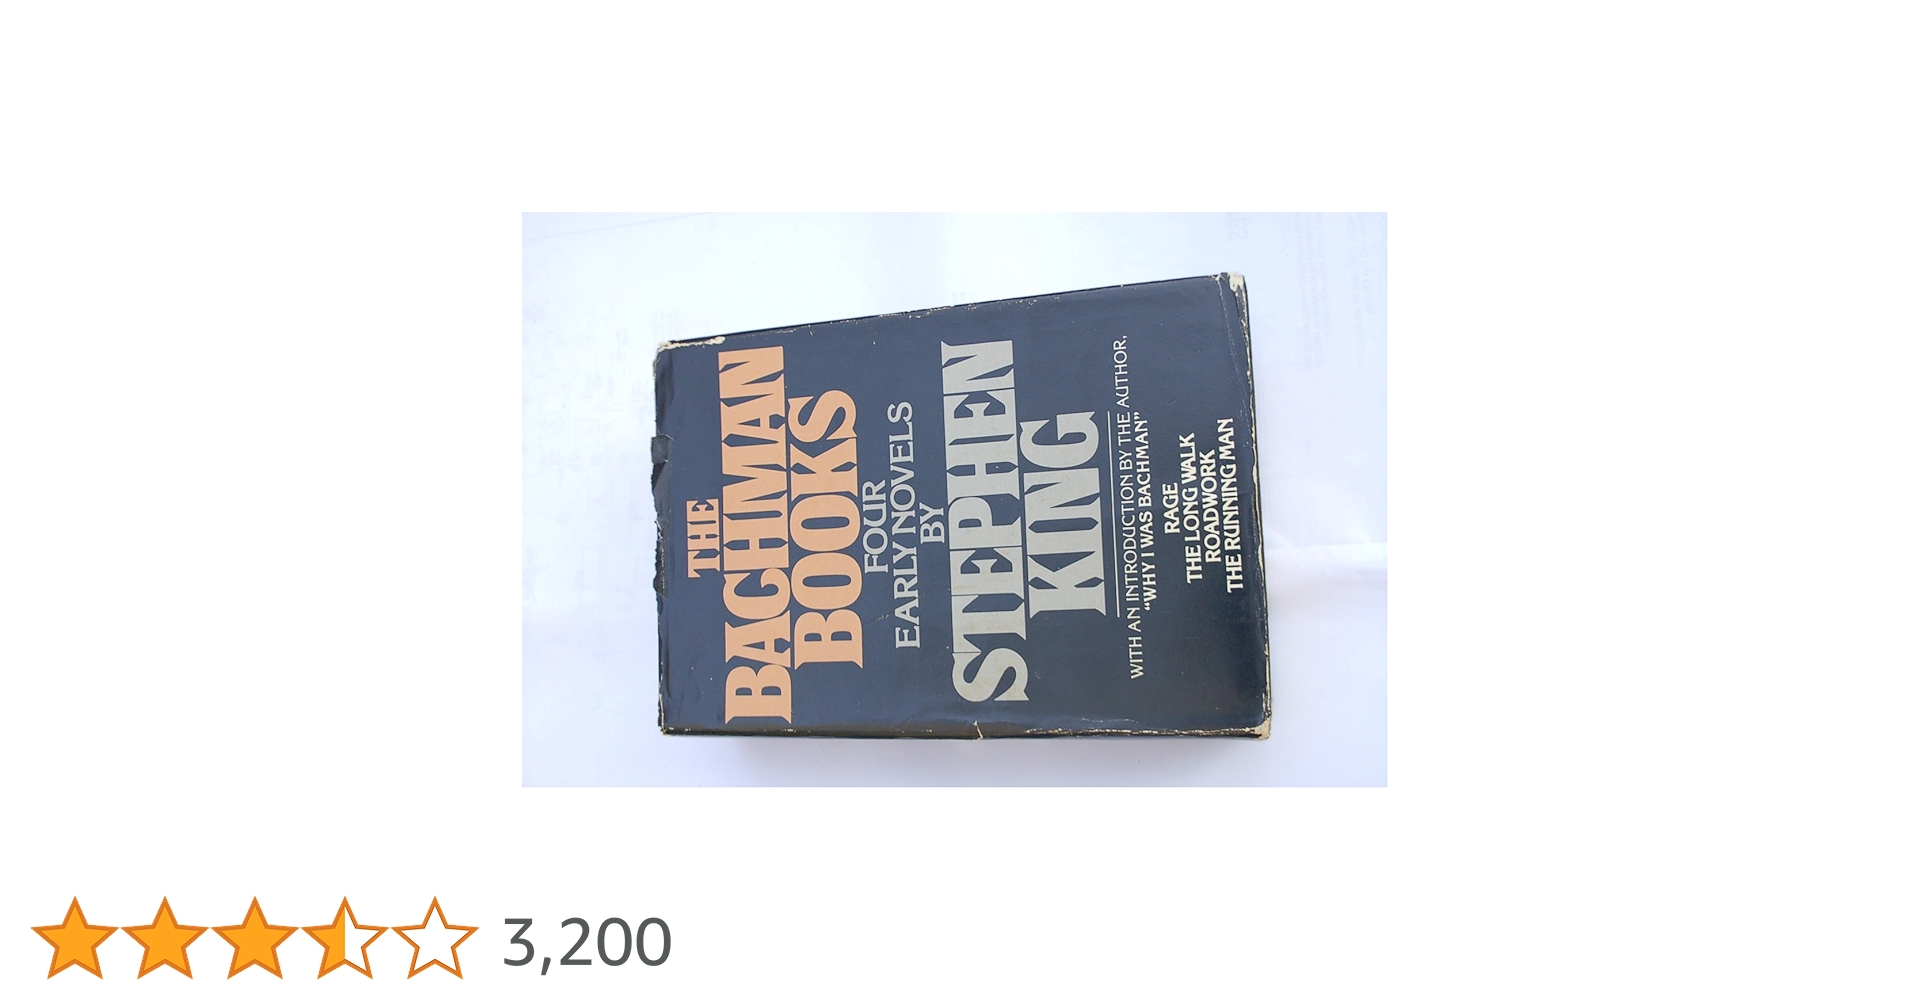 THE
BACHMAN
BOOKS
FOUR
EARLY NOVELS
BY
STEPHEN
KING
WITH AN INTRODUCTION BY THE AUTHOR,
“WHY I WAS BACHMAN”
RAGE
THE LONG WALK
ROADWORK
THE RUNNING MAN
3,200